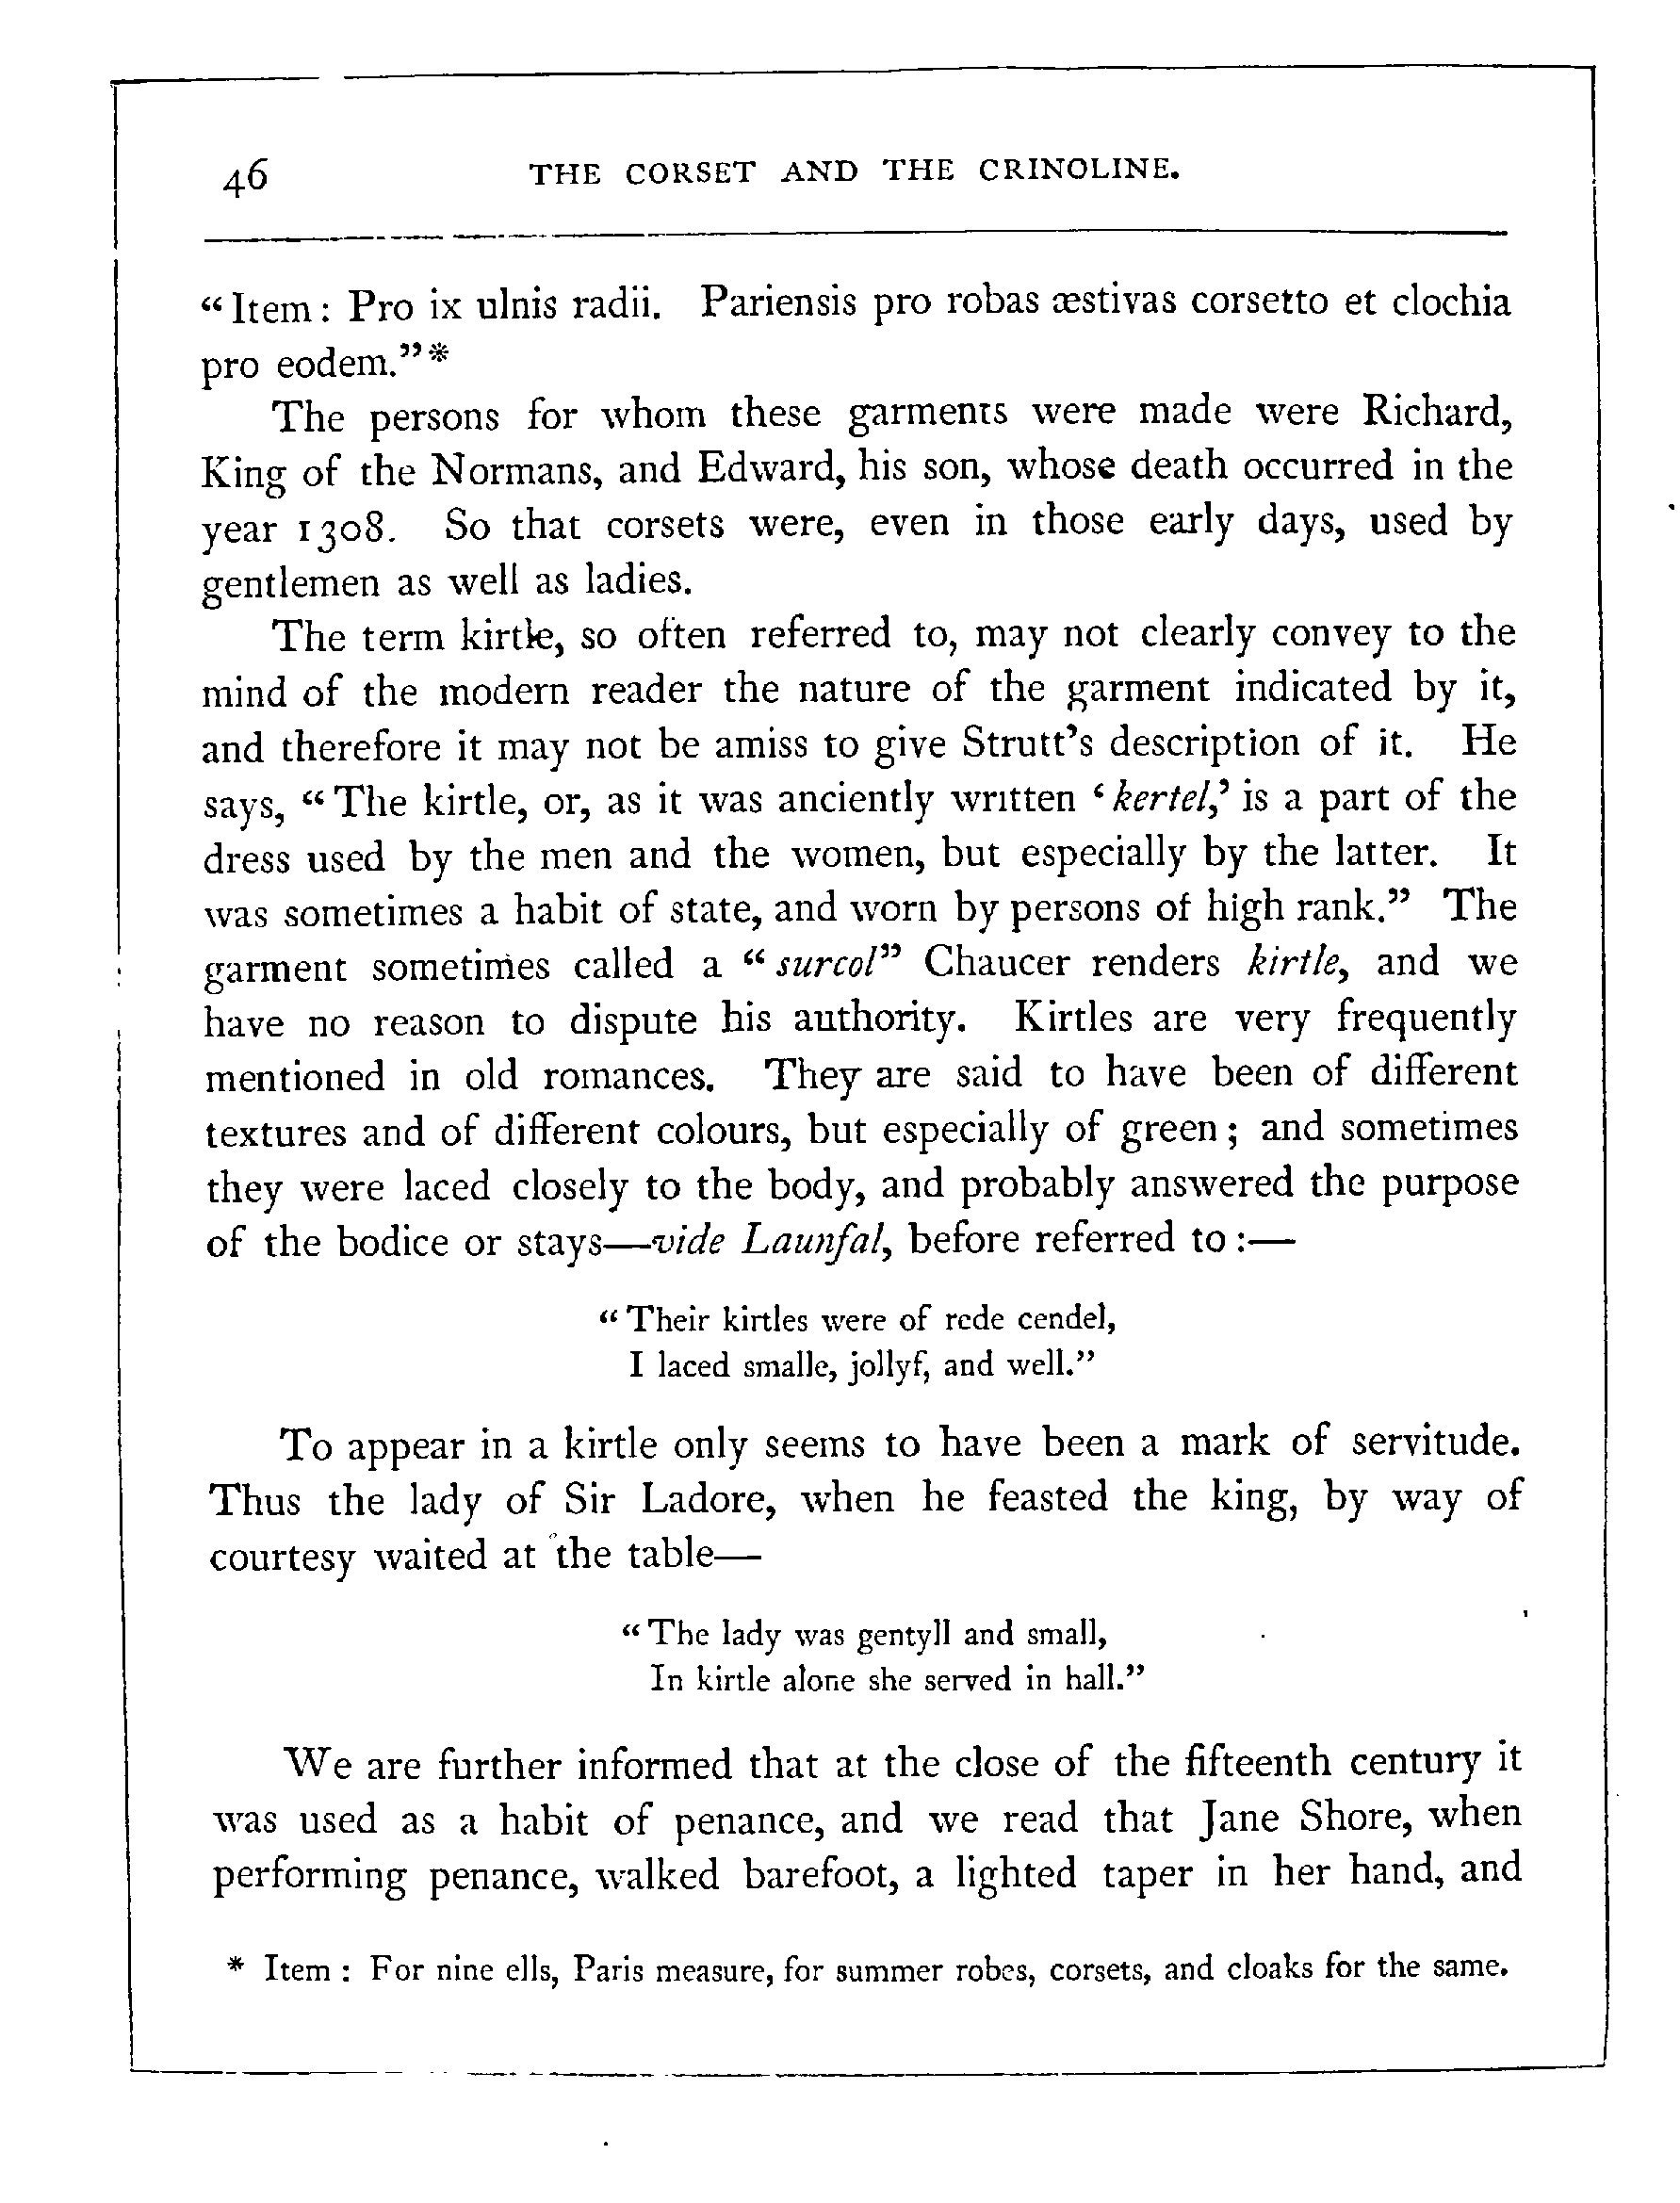 46 THE CORSET AND THE CRINOLINE.
“Item: Pro ix ulnis radii. Pariensis pro robas æstivas corsetto et clochia
pro eodem.”*
The persons for whom these garments were made were Richard,
King of the Normans, and Edward, his son, whose death occurred in the
year 1308. So that corsets were, even in those early days, used by
gentlemen as well as ladies.
The term kirtle, so often referred to, may not clearly convey to the
mind of the modern reader the nature of the garment indicated by it,
and therefore it may not be amiss to give Strutt’s description of it. He
says, “The kirtle, or, as it was anciently written ‘kertel,’ is a part of the
dress used by the men and the women, but especially by the latter. It
was sometimes a habit of state, and worn by persons of high rank.” The
garment sometimes called a “surcol” Chaucer renders kirtle, and we
have no reason to dispute his authority. Kirtles are very frequently
mentioned in old romances. They are said to have been of different
textures and of different colours, but especially of green; and sometimes
they were laced closely to the body, and probably answered the purpose
of the bodice or stays—vide Launfal, before referred to:—
“Their kirtles were of rede cendel,
I laced smalle, jollyf, and well.”
To appear in a kirtle only seems to have been a mark of servitude.
Thus the lady of Sir Ladore, when he feasted the king, by way of
courtesy waited at the table—
“The lady was gentyll and small,
In kirtle alone she served in hall.”
We are further informed that at the close of the fifteenth century it
was used as a habit of penance, and we read that Jane Shore, when
performing penance, walked barefoot, a lighted taper in her hand, and
* Item: For nine ells, Paris measure, for summer robes, corsets, and cloaks for the same.